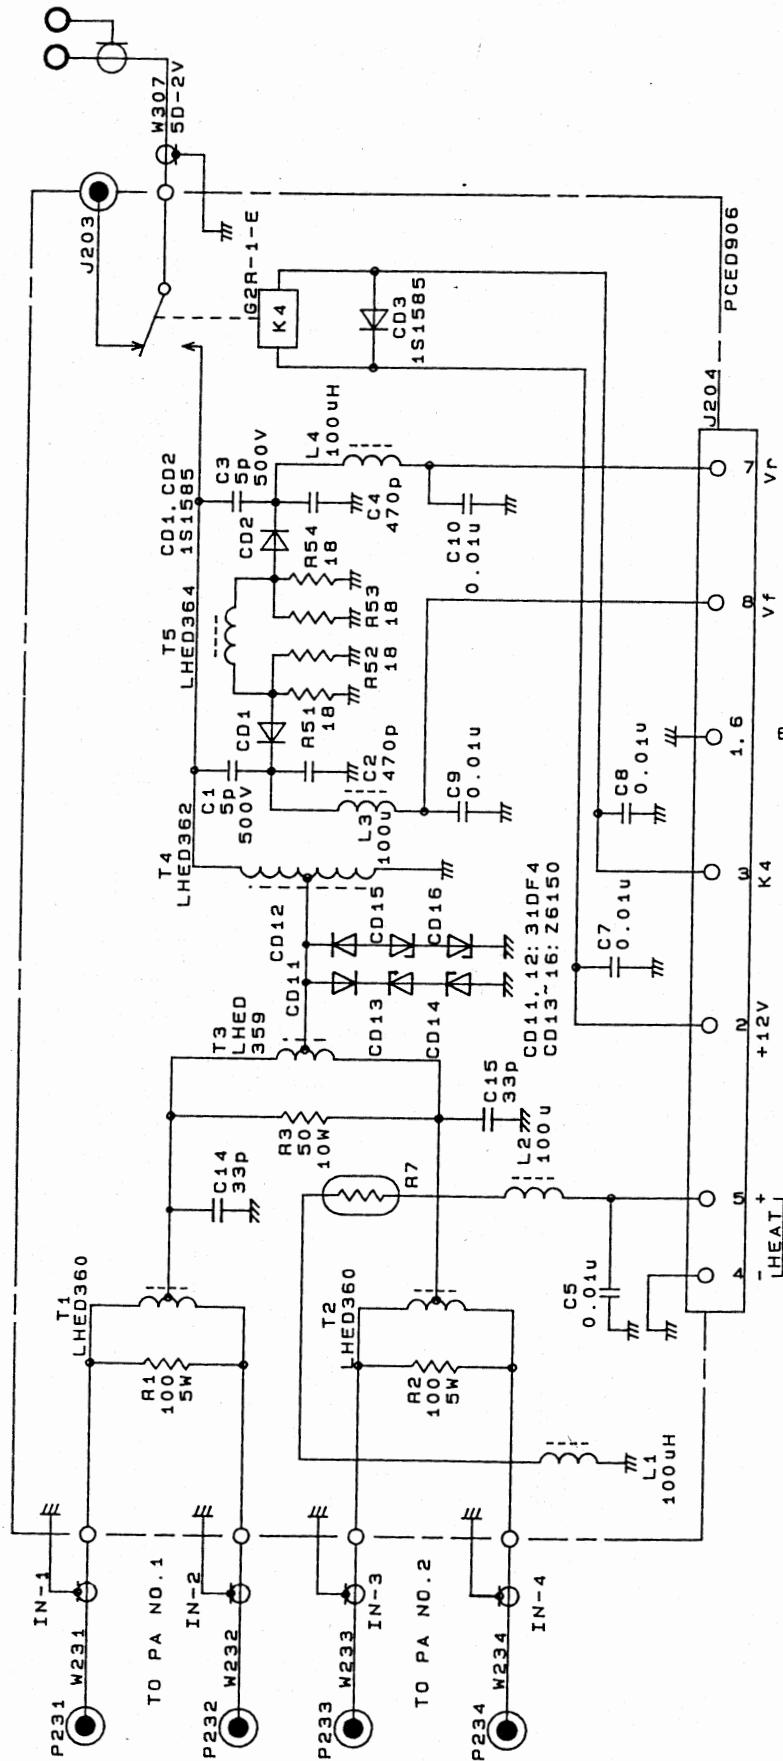 P231
W231
IN-1
TO PA NO.1
P232
W232
IN-2
P233
W233
IN-3
TO PA NO.2
P234
W234
IN-4
T1
LHED360
R1
100
5W
T2
LHED360
R2
100
5W
L1
100uH
C14
33p
R3
50
10W
R7
C15
33p
L2
100u
C5
0.01u
T3
LHED
359
CD11
CD12
CD13
CD15
CD14
CD16
CD11,12:31DF4
CD13~16:Z6150
T4
LHED362
C1
5p
500V
CD1
R51
18
C2
470p
L3
100u
C9
0.01u
T5
LHED364
R52
18
R53
18
R54
18
CD1,CD2
1S1585
CD2
C3
5p
500V
L4
100uH
C4
470p
C10
0.01u
C7
0.01u
C8
0.01u
G2R-1-E
K4
CD3
1S1585
J203
W307
5D-2V
PCED906
J204
4
5
2
3
1,6
8
7
-
+
HEAT
+12V
K4
Vf
Vr